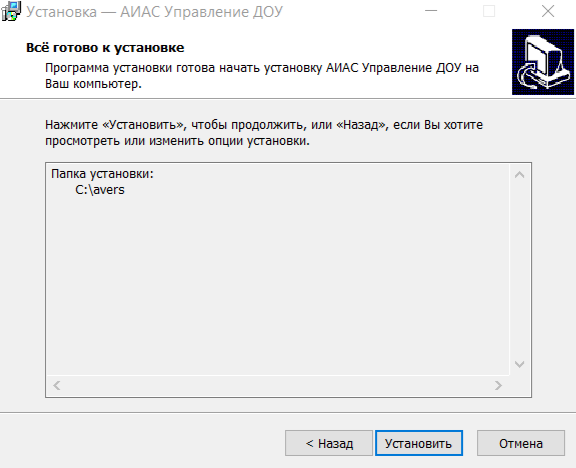 Установка — АИАС Управление ДОУ
Всё готово к установке
Программа установки готова начать установку АИАС Управление ДОУ на
Ваш компьютер.
Нажмите «Установить», чтобы продолжить, или «Назад», если Вы хотите
просмотреть или изменить опции установки.
Папка установки:
C:\avers
< Назад
Установить
Отмена